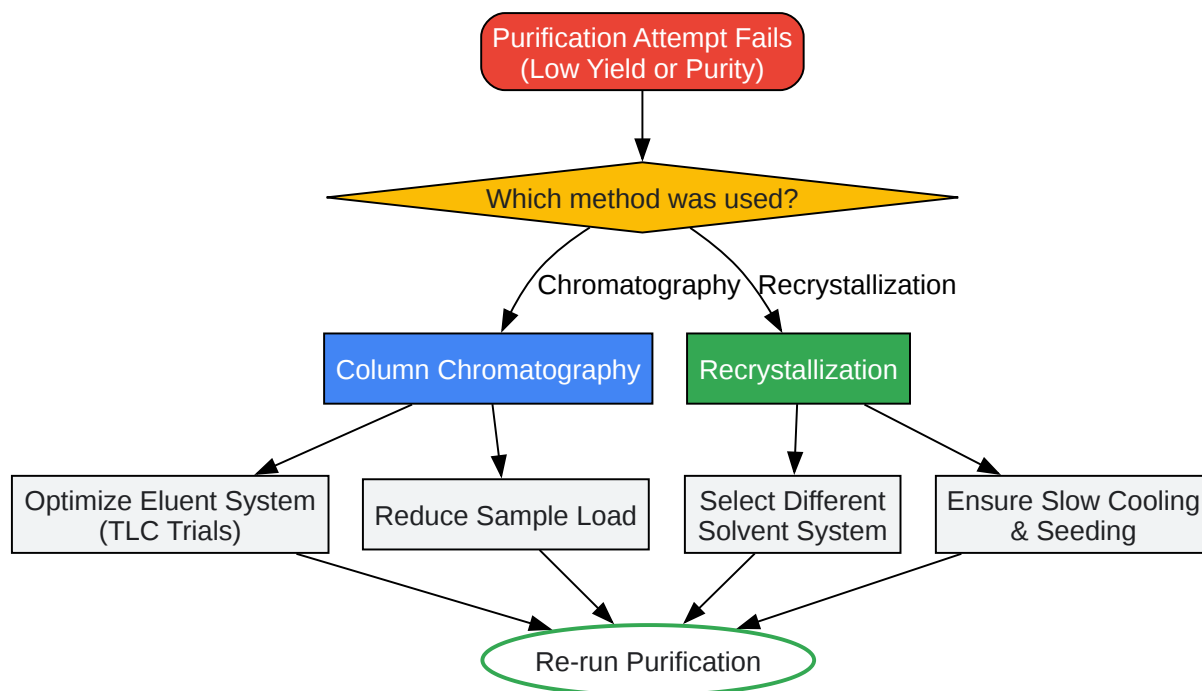 Purification Attempt Fails
(Low Yield or Purity)
Which method was used?
Chromatography
Recrystallization
Column Chromatography
Recrystallization
Optimize Eluent System
(TLC Trials)
Reduce Sample Load
Select Different
Solvent System
Ensure Slow Cooling
& Seeding
Re-run Purification